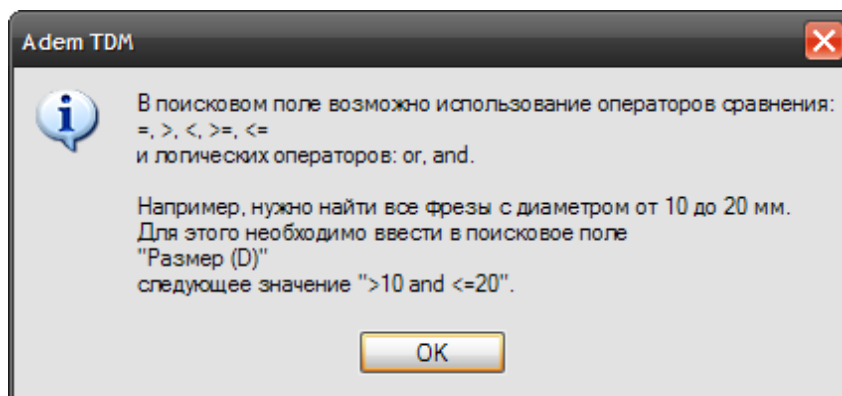 Adem TDM
В поисковом поле возможно использование операторов сравнения:
=, >, <, >=, <=
и логических операторов: or, and.
Например, нужно найти все фрезы с диаметром от 10 до 20 мм.
Для этого необходимо ввести в поисковое поле
"Размер (D)"
следующее значение ">10 and <=20".
OK